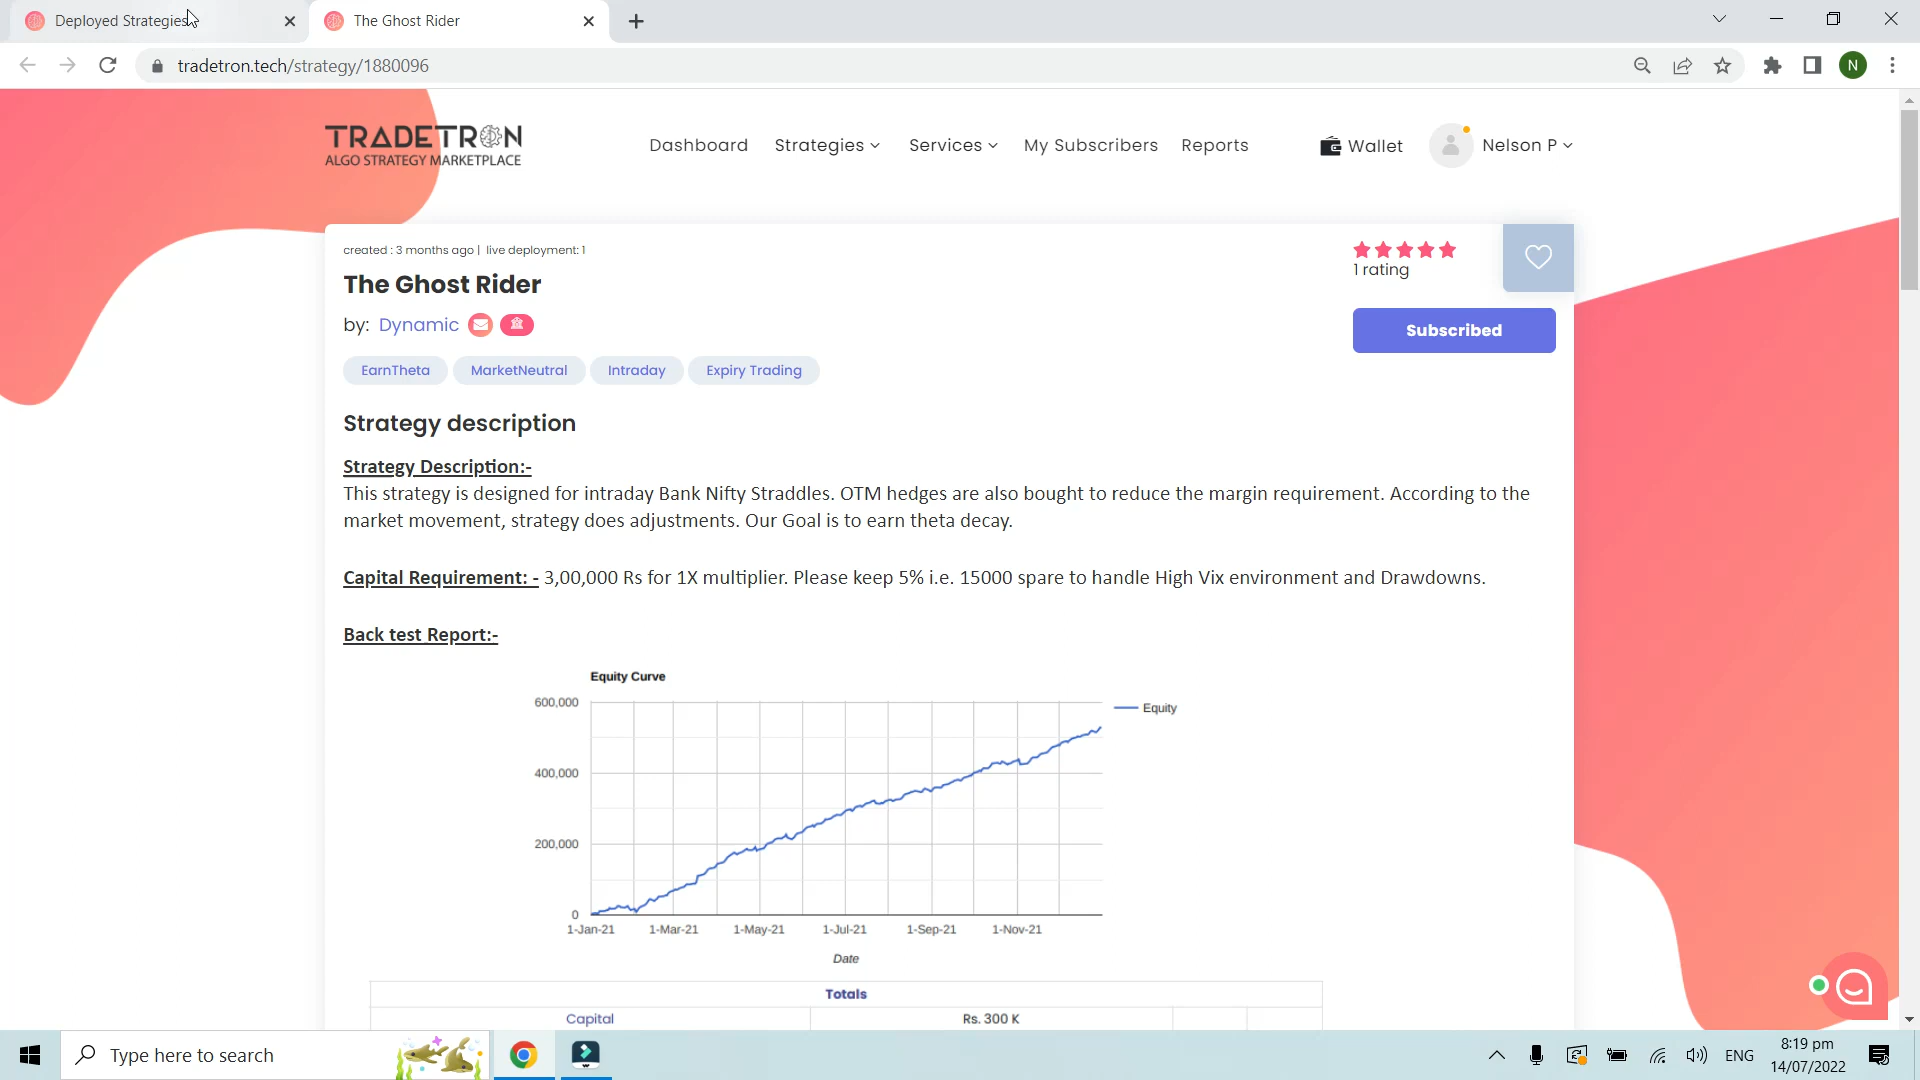 Deployed Strategies
The Ghost Rider
tradetron.tech/strategy/1880096
N
TRADETRON
ALGO STRATEGY MARKETPLACE
Dashboard
Strategies
Services
My Subscribers
Reports
Wallet
Nelson P
created : 3 months ago | live deployment: 1
1 rating
The Ghost Rider
by: Dynamic
Subscribed
EarnTheta
MarketNeutral
Intraday
Expiry Trading
Strategy description
Strategy Description:-
This strategy is designed for intraday Bank Nifty Straddles. OTM hedges are also bought to reduce the margin requirement. According to the
market movement, strategy does adjustments. Our Goal is to earn theta decay.
Capital Requirement: - 3,00,000 Rs for 1X multiplier. Please keep 5% i.e. 15000 spare to handle High Vix environment and Drawdowns.
Back test Report:-
Equity Curve
600,000
Equity
400,000
200,000
0
1-Jan-21
1-Mar-21
1-May-21
1-Jul-21
1-Sep-21
1-Nov-21
Date
Totals
Capital
Rs. 300 K
Type here to search
ENG
8:19 pm
14/07/2022